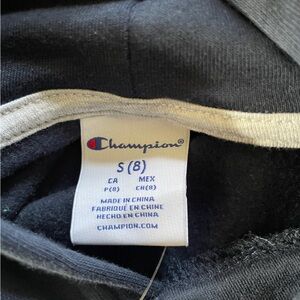 Champion®
S (8)
CA MEX
P(8) CH(8)
MADE IN CHINA
FABRIQUÉ EN CHINE
HECHO EN CHINA
CHAMPION.COM